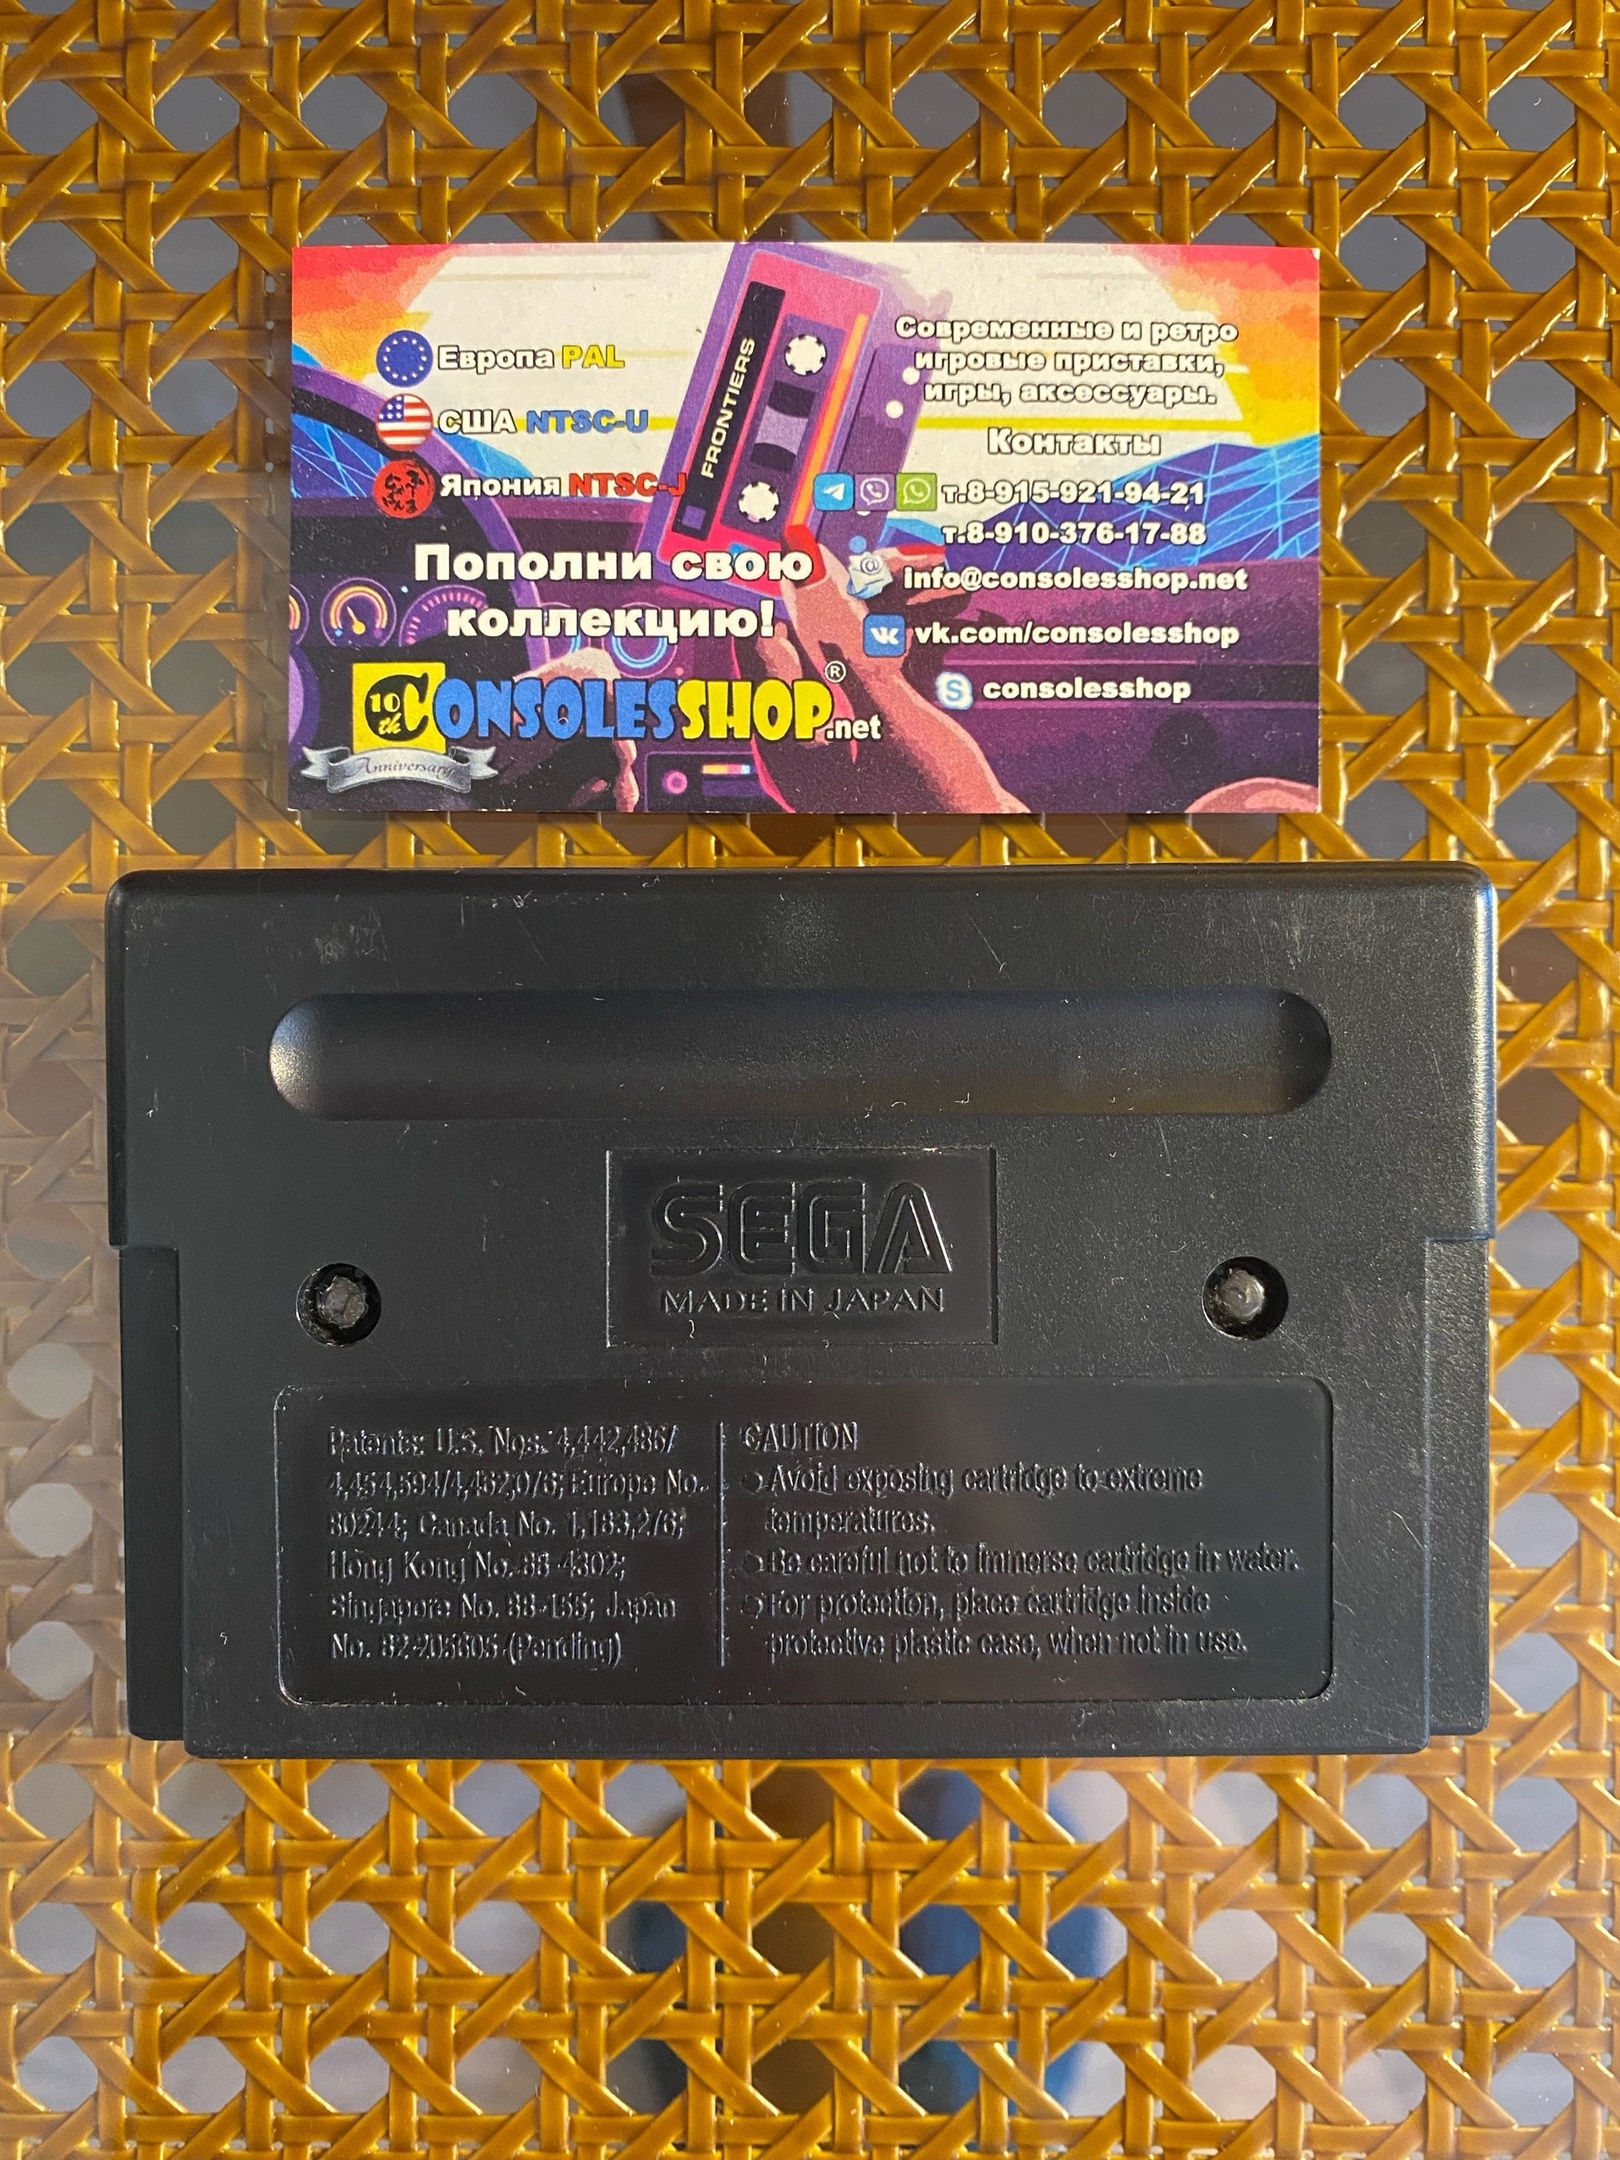 Европа PAL
США NTSC-U
Япония NTSC-J
Пополни свою
коллекцию!
10th CONSOLESSHOP®.net
Anniversary
FRONTIERS
Современные и ретро
игровые приставки,
игры, аксессуары.
Контакты
т.8-915-921-94-21
т.8-910-376-17-88
info@consolesshop.net
vk.com/consolesshop
consolesshop
SEGA
MADE IN JAPAN
Patents: U.S. Nos. 4,442,486/
4,454,594/4,462,076; Europe No.
80244; Canada No. 1,183,276;
Hong Kong No. 88-4302;
Singapore No. 88-155; Japan
No. 82-205605 (Pending)
CAUTION
● Avoid exposing cartridge to extreme
temperatures.
● Be careful not to immerse cartridge in water.
● For protection, place cartridge inside
protective plastic case, when not in use.